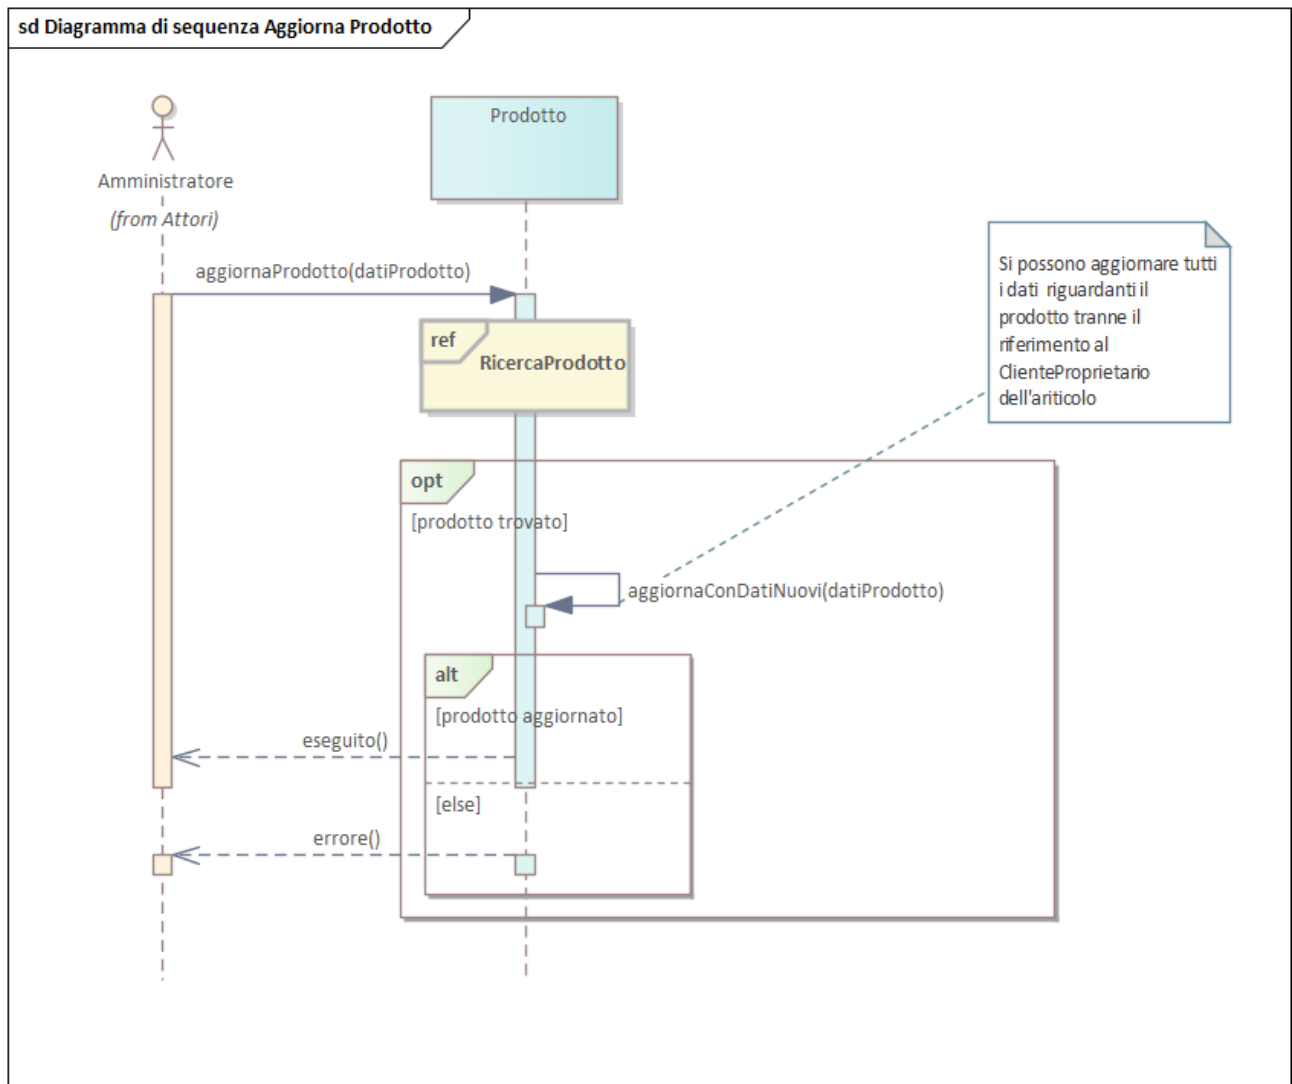 sd Diagramma di sequenza Aggiorna Prodotto
Prodotto
Amministratore
(from Attori)
aggiornaProdotto(datiProdotto)
Si possono aggiornare tutti
i dati riguardanti il
prodotto tranne il
riferimento al
ClienteProprietario
dell'ariticolo
ref
RicercaProdotto
opt
[prodotto trovato]
aggiornaConDatiNuovi(datiProdotto)
alt
[prodotto aggiornato]
eseguito()
[else]
errore()